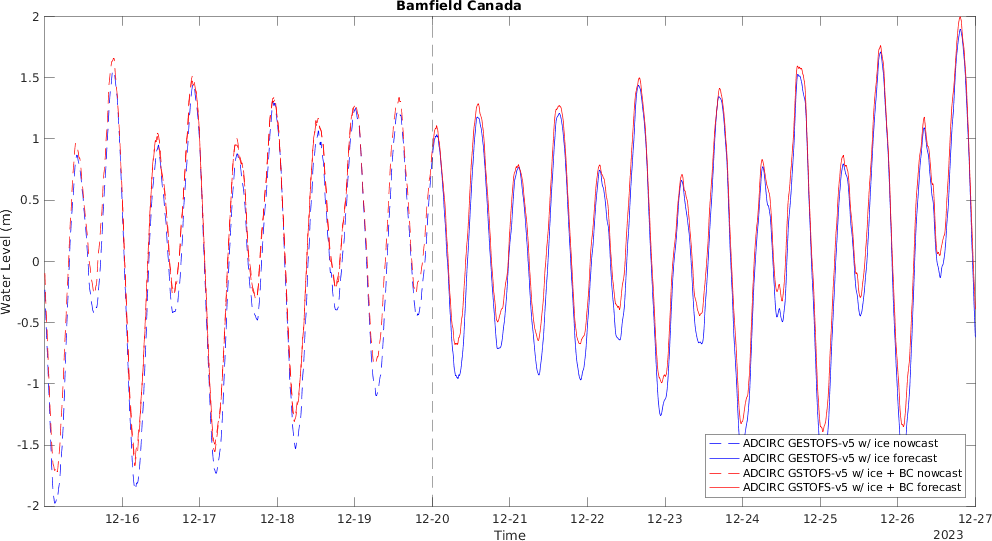 Bamfield Canada
Water Level (m)
2
1.5
1
0.5
0
-0.5
-1
-1.5
-2
ADCIRC GESTOFS-v5 w/ ice nowcast
ADCIRC GESTOFS-v5 w/ ice forecast
ADCIRC GSTOFS-v5 w/ ice + BC nowcast
ADCIRC GSTOFS-v5 w/ ice + BC forecast
12-16 12-17 12-18 12-19 12-20 12-21 12-22 12-23 12-24 12-25 12-26 12-27
Time
2023